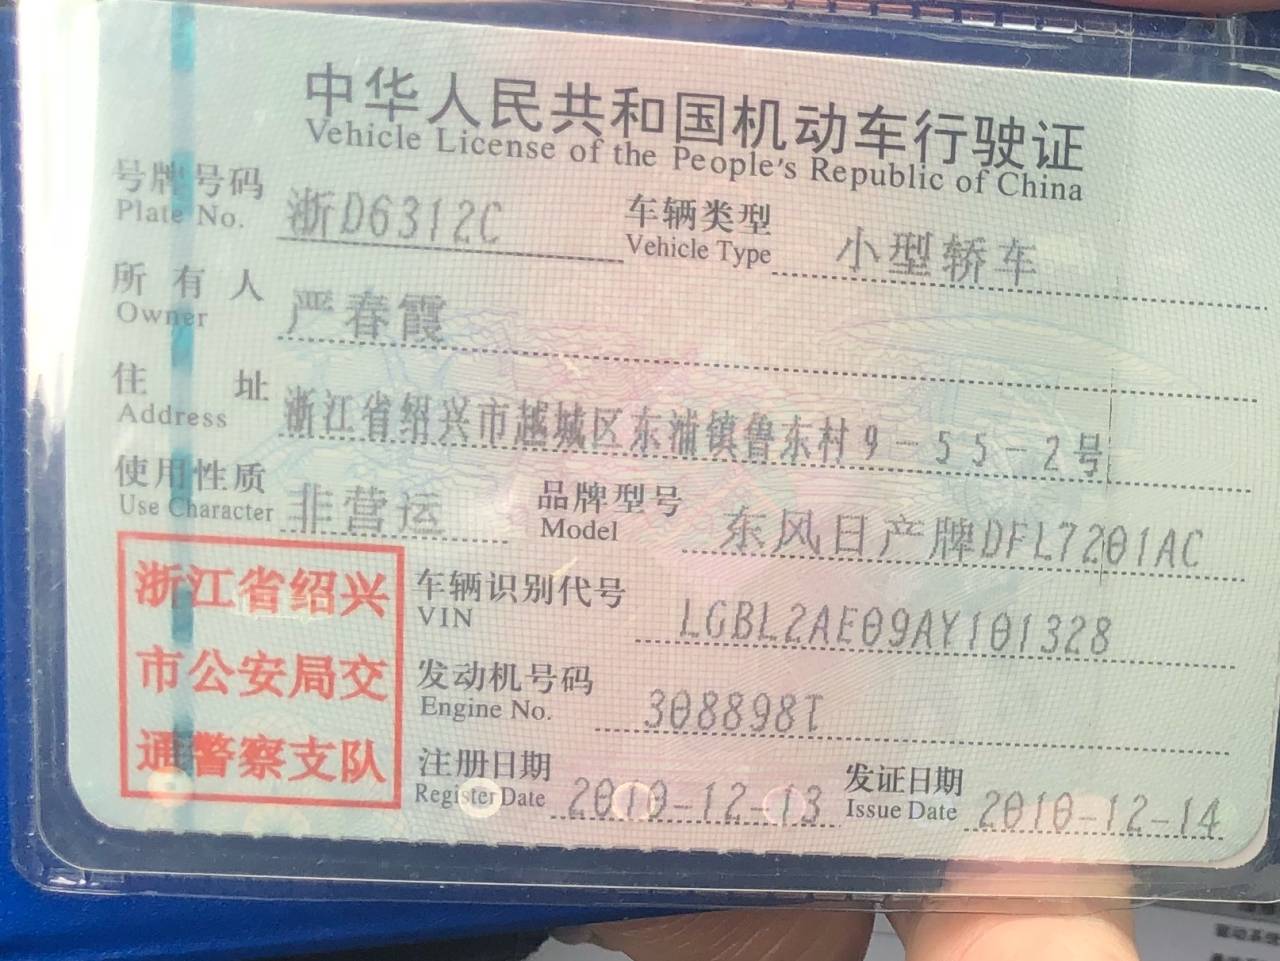 中华人民共和国机动车行驶证
Vehicle License of the People's Republic of China
号牌号码 浙D6312C 车辆类型 小型轿车
Plate No. Vehicle Type
所有人 严春霞
Owner
住址 浙江省绍兴市越城区东浦镇鲁东村9-55-2号
Address
使用性质 非营运 品牌型号 东风日产牌DFL7201AC
Use Character Model
浙江省绍兴
市公安局交
通警察支队
车辆识别代号 LGBL2AE09AY101328
VIN
发动机号码 308898T
Engine No.
注册日期 2010-12-13 发证日期 2010-12-14
Register Date Issue Date